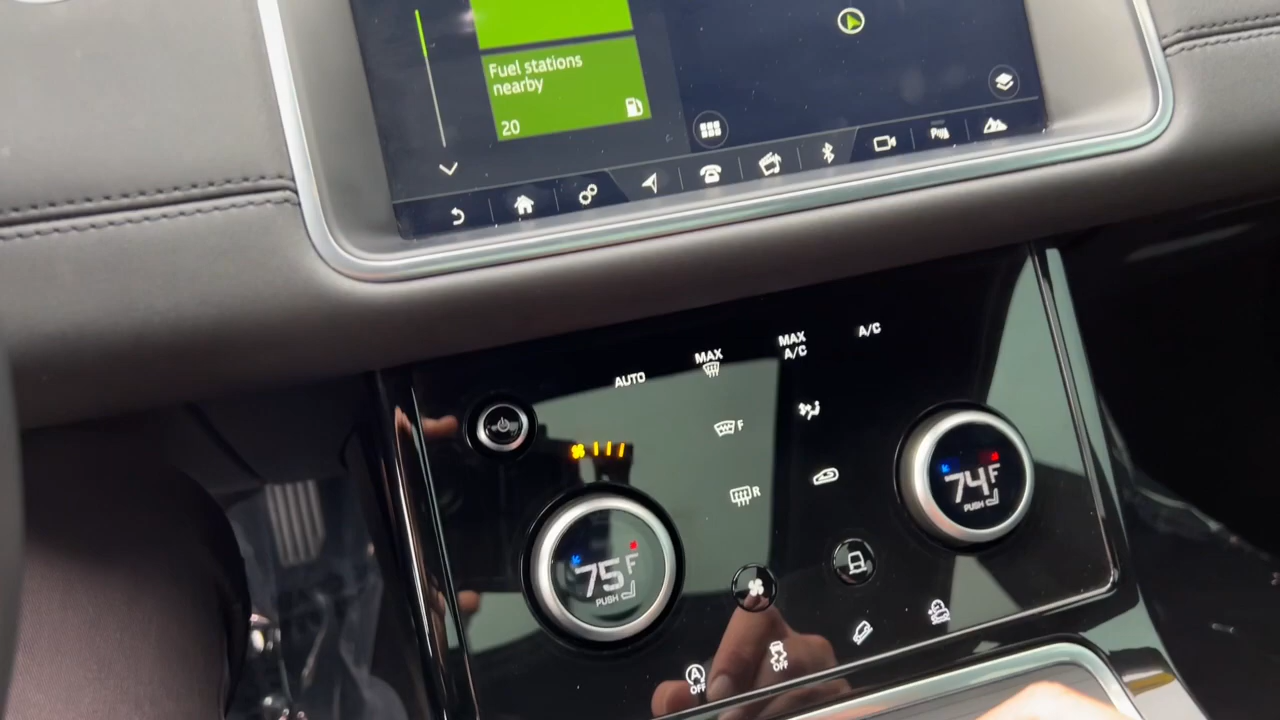 Fuel stations
nearby
20
MAX
A/C
A/C
MAX
AUTO
F
R
74 F
PUSH
75 F
PUSH
A
OFF
OFF